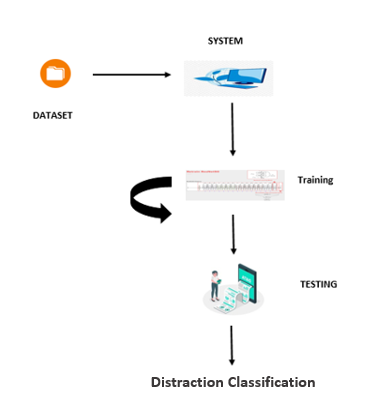 SYSTEM
DATASET
Training
TESTING
Distraction Classification